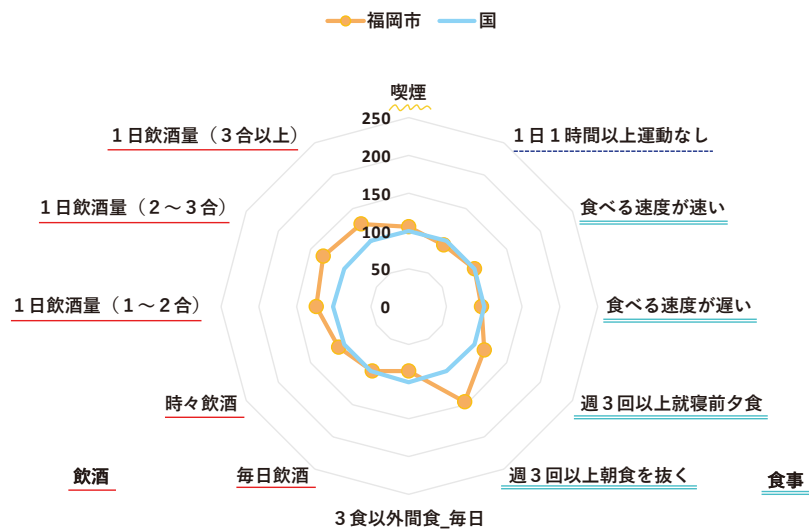 福岡市 国
喫煙
１日１時間以上運動なし
食べる速度が速い
食べる速度が遅い
週３回以上就寝前夕食
週３回以上朝食を抜く
３食以外間食_毎日
毎日飲酒
時々飲酒
１日飲酒量（１～２合）
１日飲酒量（２～３合）
１日飲酒量（３合以上）
250
200
150
100
50
0
飲酒
食事